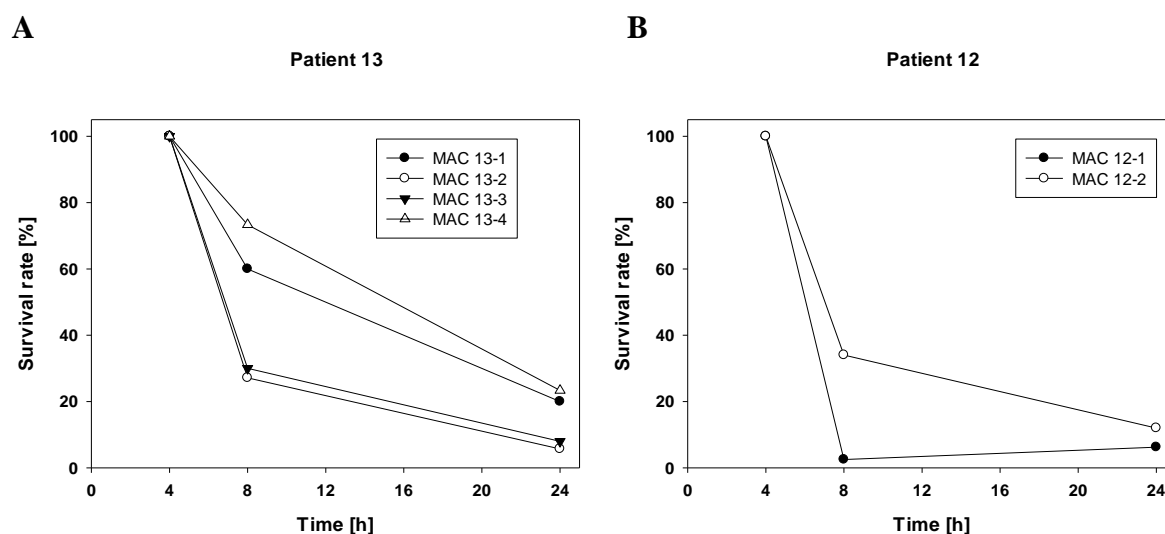 A
Patient 13
Survival rate [%]
100
80
60
40
20
0
MAC 13-1
MAC 13-2
MAC 13-3
MAC 13-4
0 4 8 12 16 20 24
Time [h]
B
Patient 12
Survival rate [%]
100
80
60
40
20
0
MAC 12-1
MAC 12-2
0 4 8 12 16 20 24
Time [h]